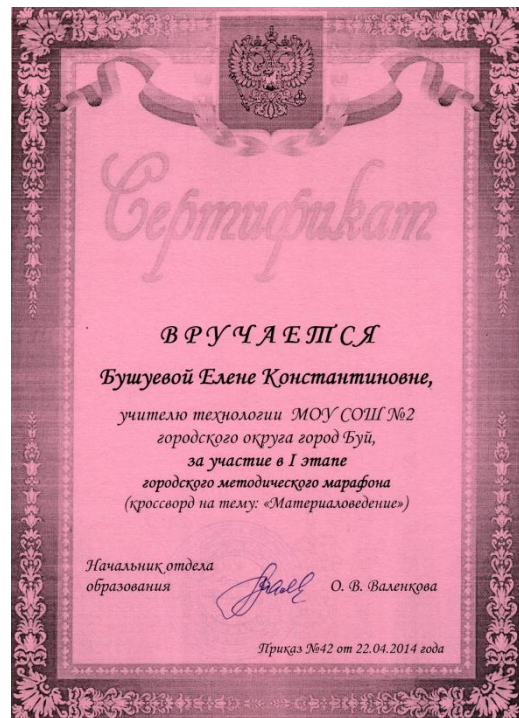 Сертификат
ВРУЧАЕТСЯ
Бушуевой Елене Константиновне,
учителю технологии МОУ СОШ №2
городского округа город Буй,
за участие в I этапе
городского методического марафона
(кроссворд на тему: «Материаловедение»)
Начальник отдела
образования О. В. Валенкова
Приказ №42 от 22.04.2014 года